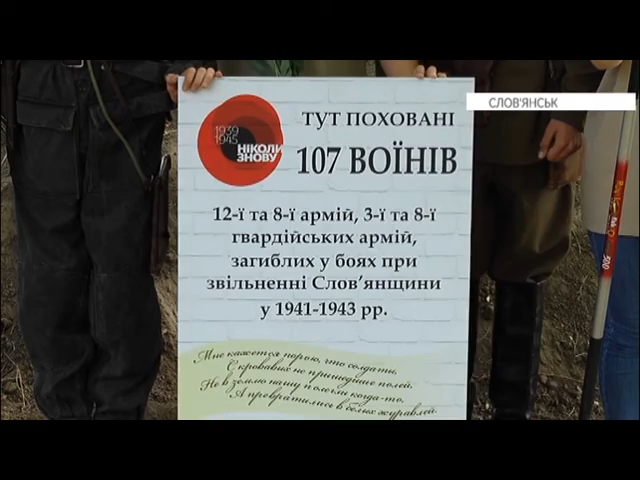 СЛОВ'ЯНСЬК
1939
1945
НІКОЛИ
ЗНОВУ
ТУТ ПОХОВАНІ
107 ВОЇНІВ
12-ї та 8-ї армій, 3-ї та 8-ї
гвардійських армій,
загиблих у боях при
звільненні Слов’янщини
у 1941-1943 рр.
Мне кажется порою, что солдаты,
С кровавых не пришедшие полей,
Не в землю нашу полегли когда-то,
А превратились в белых журавлей.
500